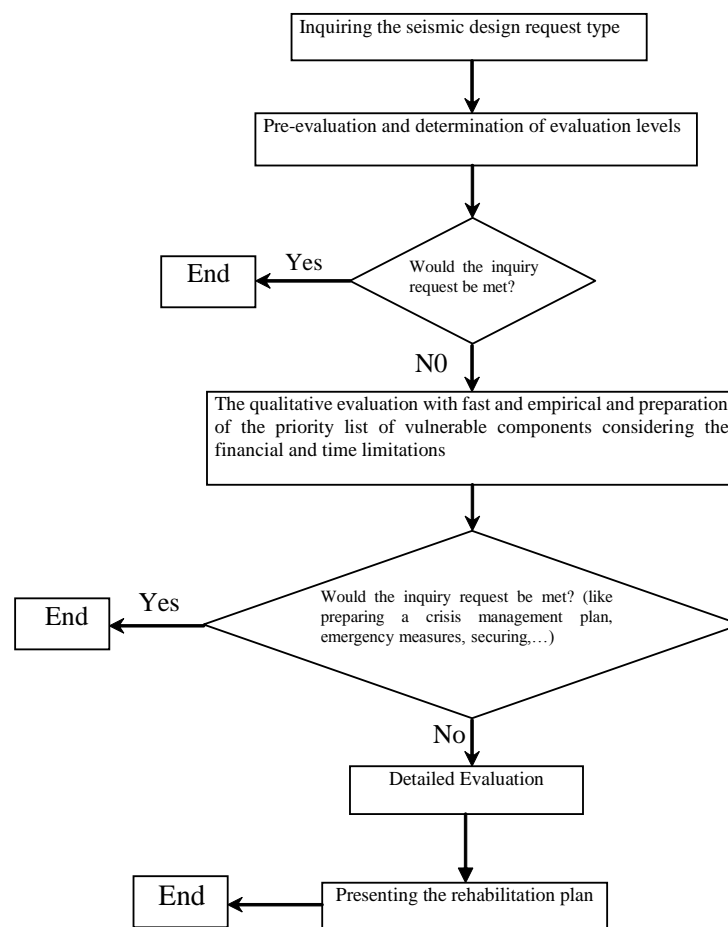 Inquiring the seismic design request type
Pre-evaluation and determination of evaluation levels
Would the inquiry
request be met?
Yes
End
N0
The qualitative evaluation with fast and empirical and preparation
of the priority list of vulnerable components considering the
financial and time limitations
Would the inquiry request be met? (like
preparing a crisis management plan,
emergency measures, securing,…)
Yes
End
No
Detailed Evaluation
Presenting the rehabilitation plan
End